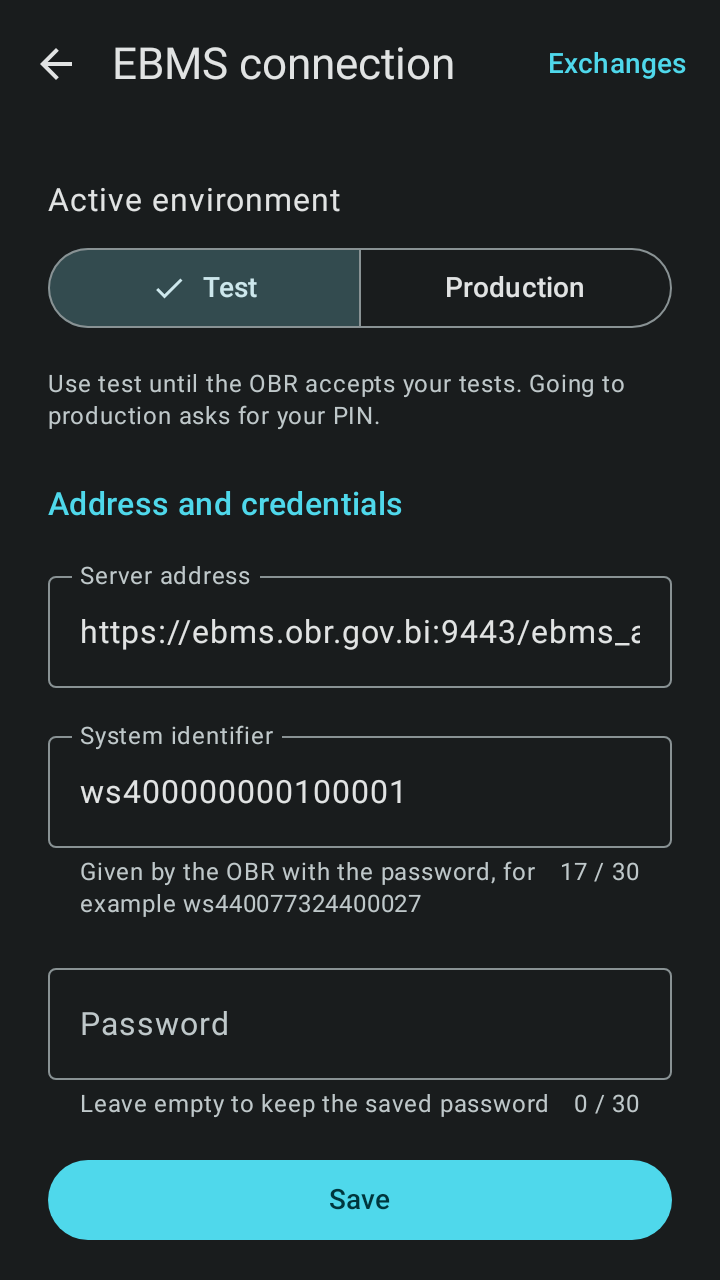 EBMS connection
Exchanges
Active environment
Test
Production
Use test until the OBR accepts your tests. Going to
production asks for your PIN.
Address and credentials
Server address
https://ebms.obr.gov.bi:9443/ebms_a
System identifier
ws400000000100001
Given by the OBR with the password, for
example ws440077324400027
17 / 30
Password
Leave empty to keep the saved password
0 / 30
Save